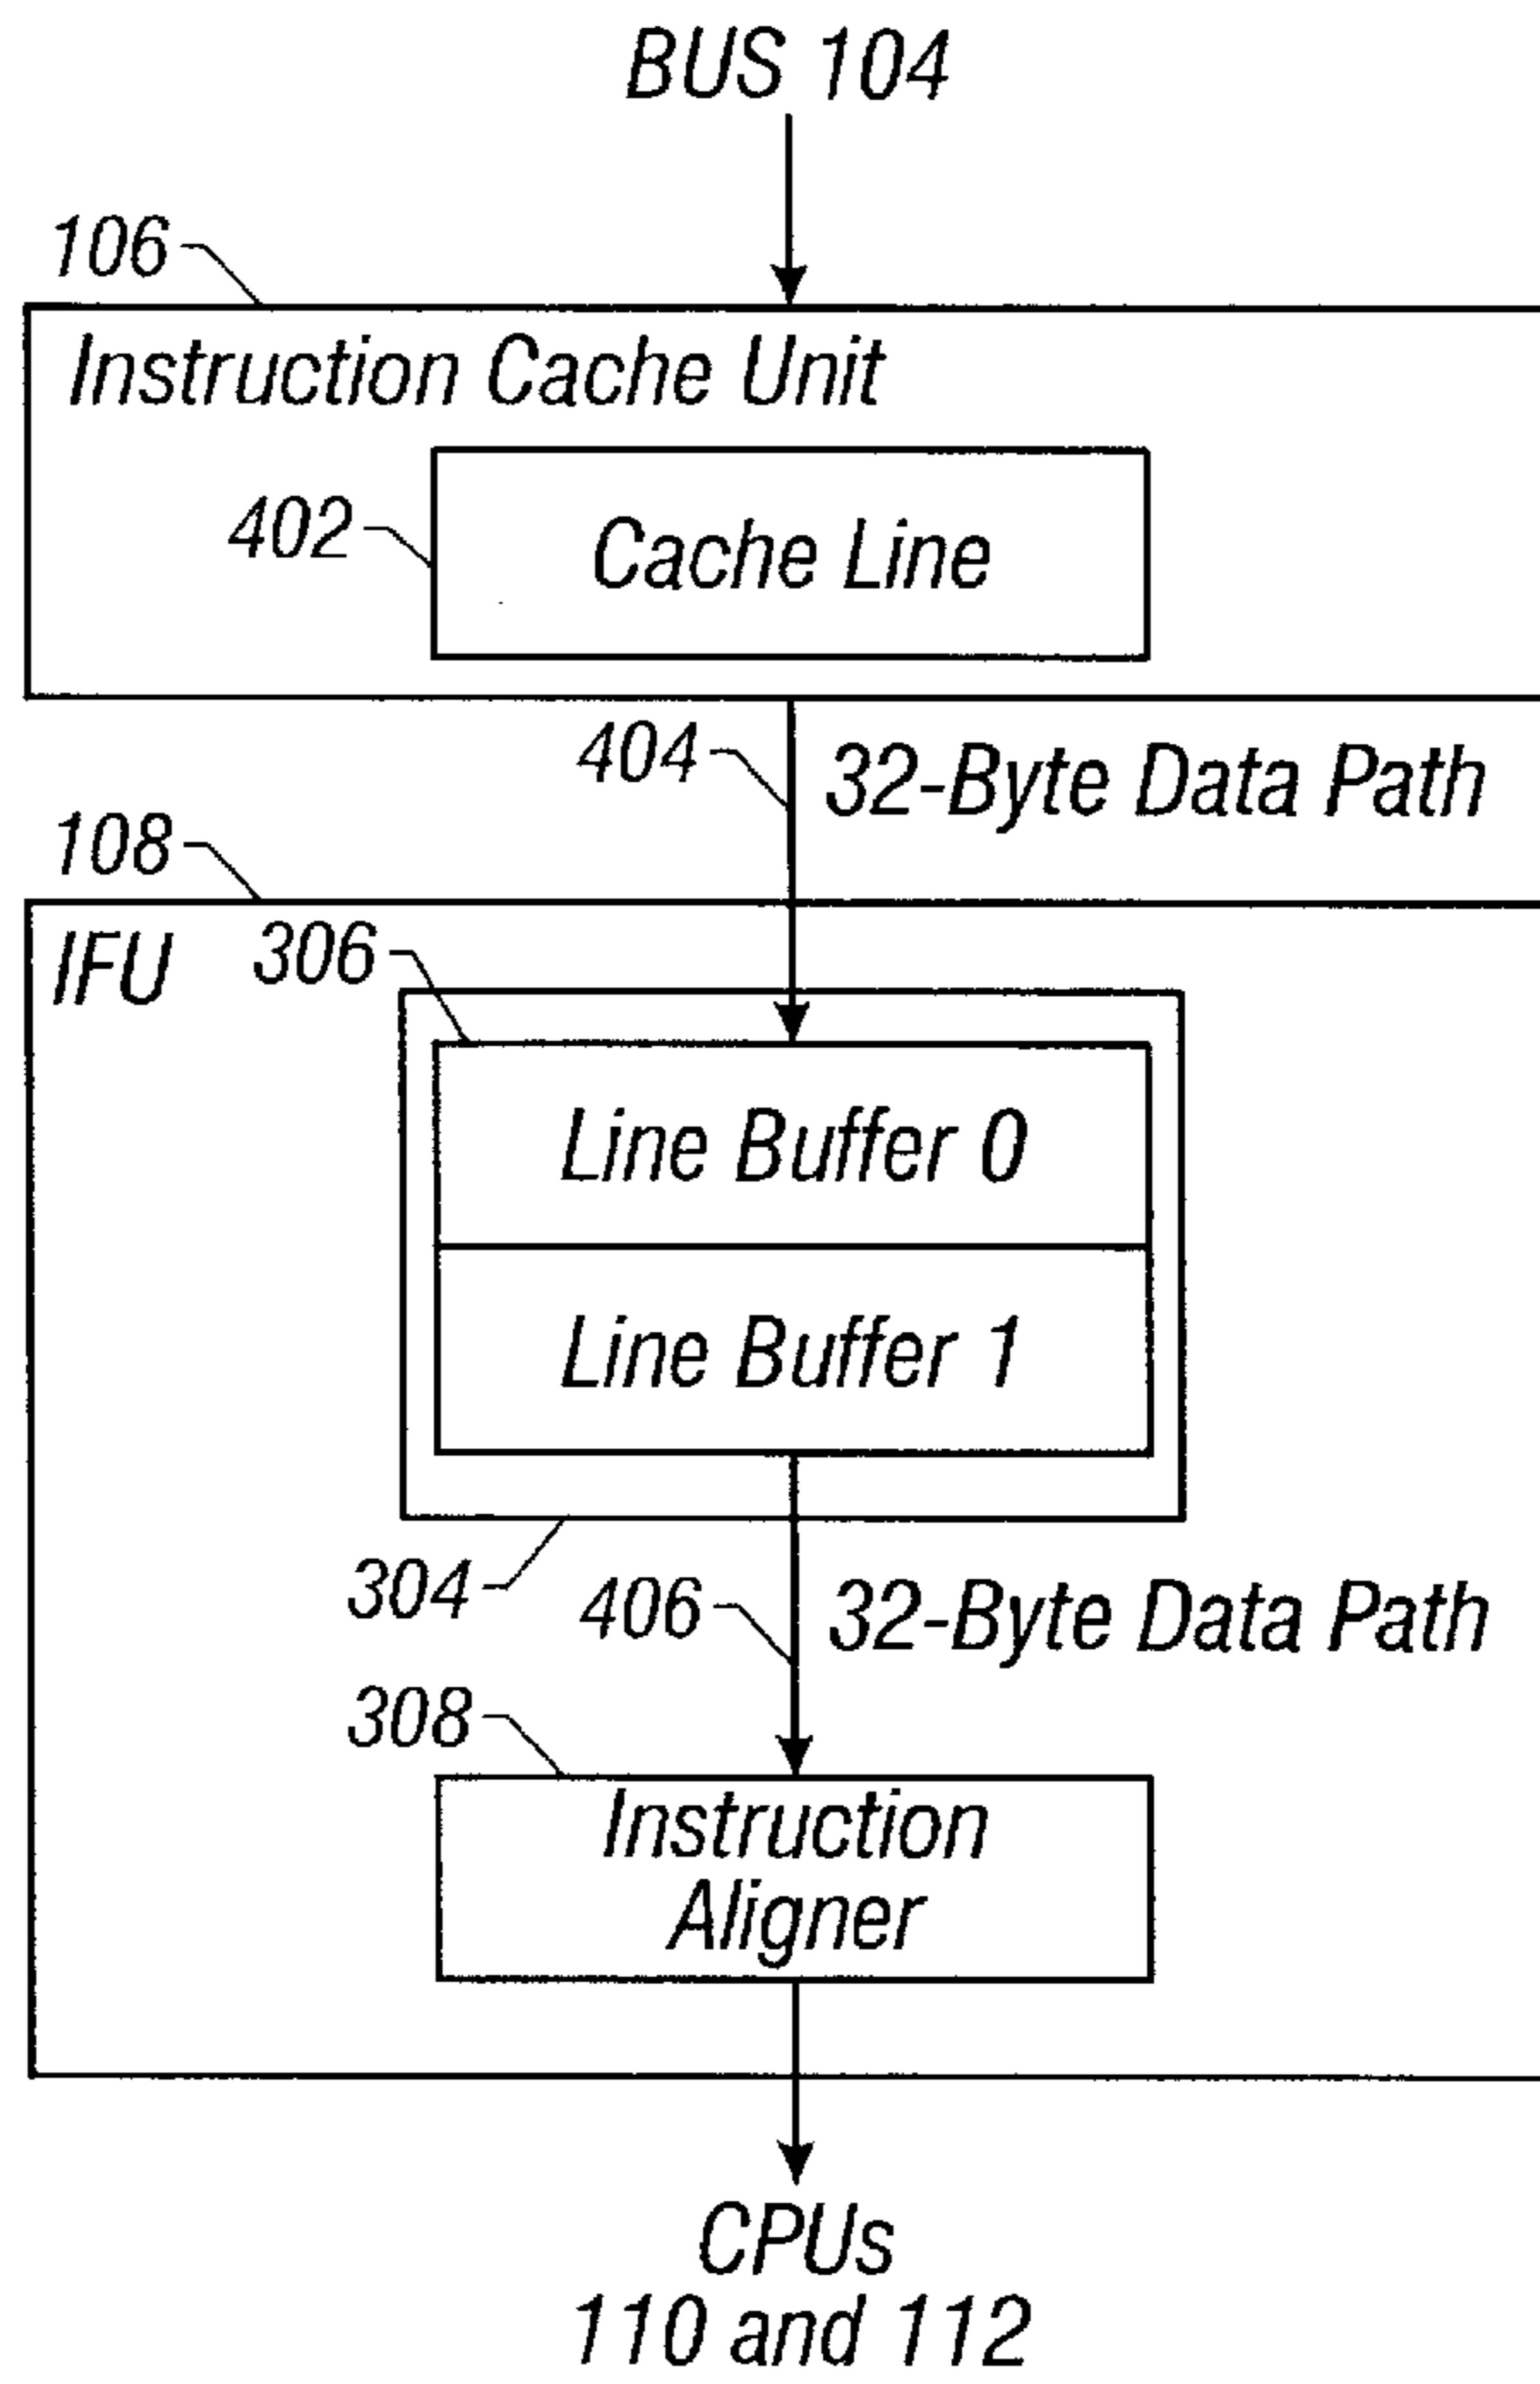 BUS 104
106
Instruction Cache Unit
402
Cache Line
404
32-Byte Data Path
108
IFU
306
Line Buffer 0
Line Buffer 1
304
406
32-Byte Data Path
308
Instruction
Aligner
CPUs
110 and 112